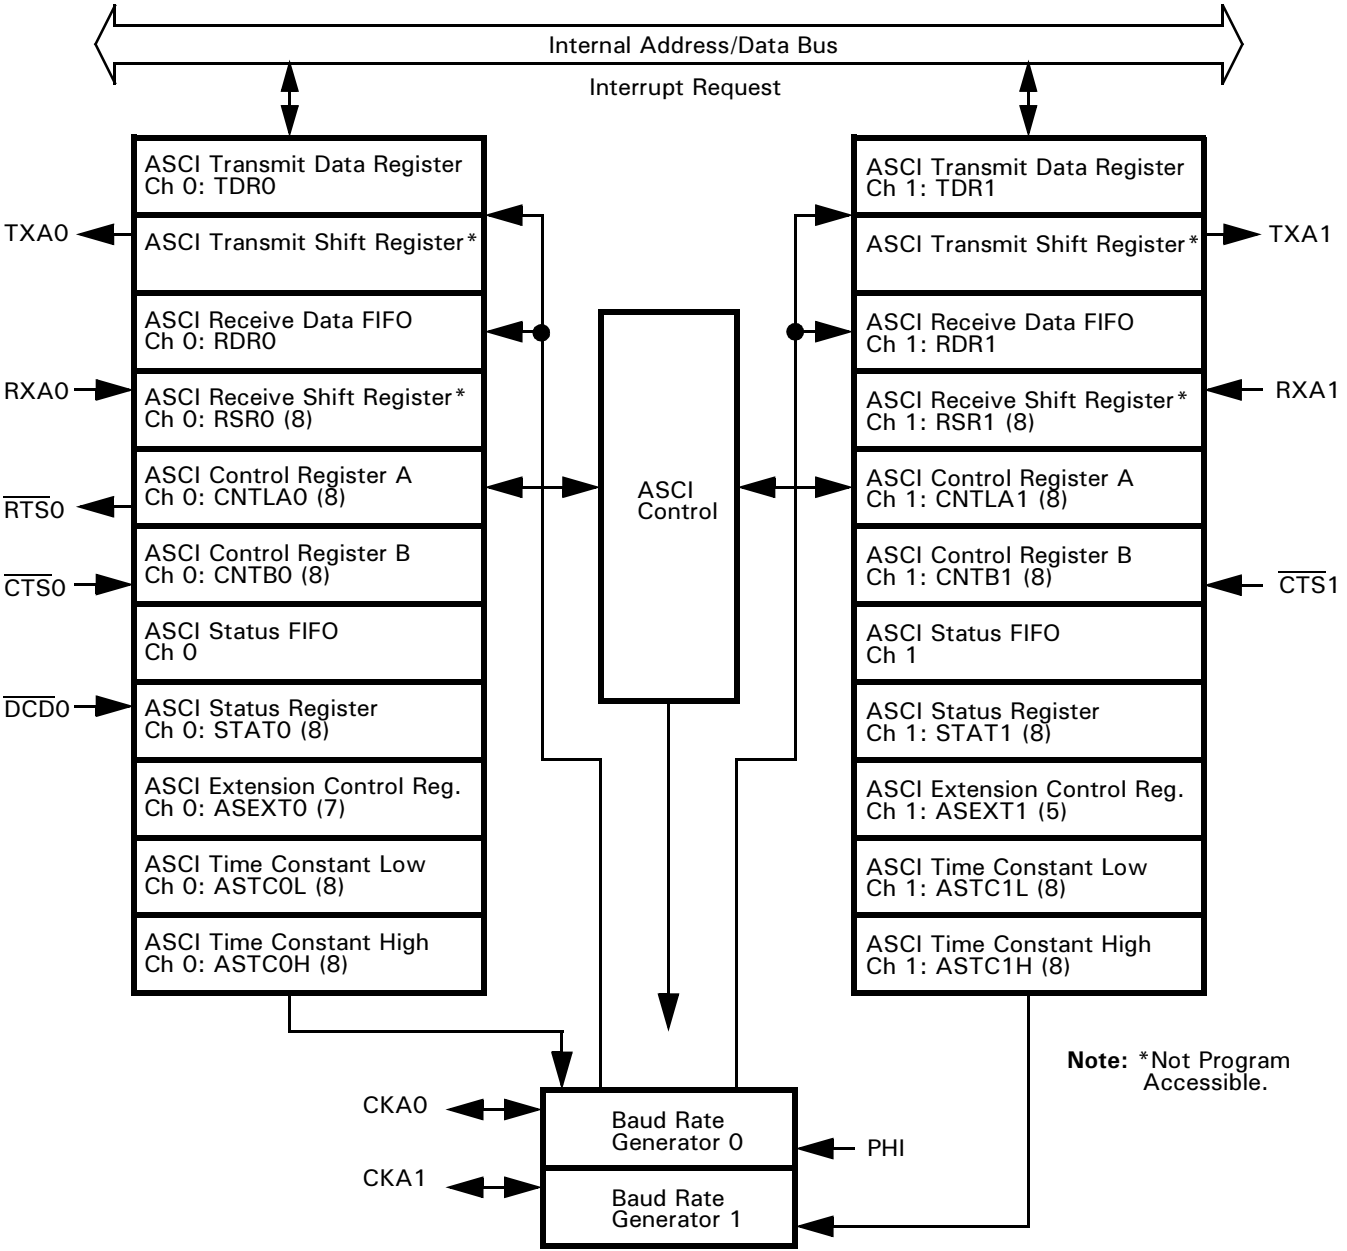 Internal Address/Data Bus
Interrupt Request
ASCI Transmit Data Register
Ch 0: TDR0
TXA0
ASCI Transmit Shift Register*
ASCI Receive Data FIFO
Ch 0: RDR0
RXA0
ASCI Receive Shift Register*
Ch 0: RSR0 (8)
ASCI Control Register A
Ch 0: CNTLA0 (8)
RTS0
ASCI Control Register B
Ch 0: CNTB0 (8)
CTS0
ASCI Status FIFO
Ch 0
DCD0
ASCI Status Register
Ch 0: STAT0 (8)
ASCI Extension Control Reg.
Ch 0: ASEXT0 (7)
ASCI Time Constant Low
Ch 0: ASTC0L (8)
ASCI Time Constant High
Ch 0: ASTC0H (8)
ASCI
Control
ASCI Transmit Data Register
Ch 1: TDR1
ASCI Transmit Shift Register*
TXA1
ASCI Receive Data FIFO
Ch 1: RDR1
ASCI Receive Shift Register*
Ch 1: RSR1 (8)
RXA1
ASCI Control Register A
Ch 1: CNTLA1 (8)
ASCI Control Register B
Ch 1: CNTB1 (8)
CTS1
ASCI Status FIFO
Ch 1
ASCI Status Register
Ch 1: STAT1 (8)
ASCI Extension Control Reg.
Ch 1: ASEXT1 (5)
ASCI Time Constant Low
Ch 1: ASTC1L (8)
ASCI Time Constant High
Ch 1: ASTC1H (8)
Note: *Not Program
Accessible.
CKA0
Baud Rate
Generator 0
PHI
CKA1
Baud Rate
Generator 1